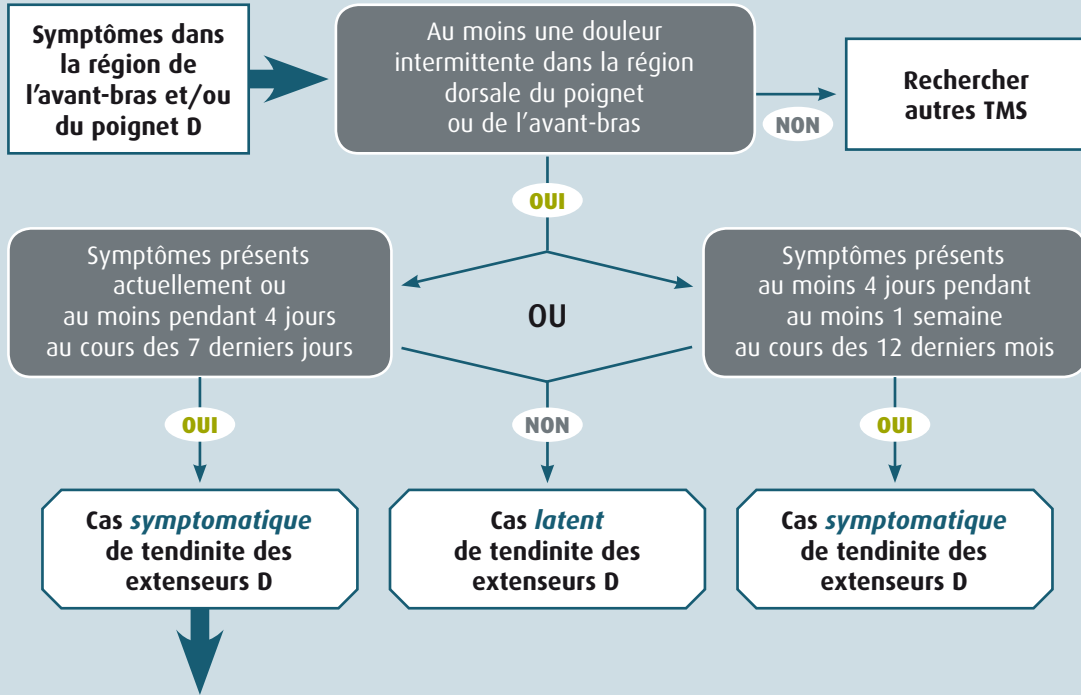 Symptômes dans
la région de
l'avant-bras et/ou
du poignet D
Au moins une douleur
intermittente dans la région
dorsale du poignet
ou de l'avant-bras
NON
Rechercher
autres TMS
OUI
Symptômes présents
actuellement ou
au moins pendant 4 jours
au cours des 7 derniers jours
OU
Symptômes présents
au moins 4 jours pendant
au moins 1 semaine
au cours des 12 derniers mois
OUI
NON
OUI
Cas symptomatique
de tendinite des
extenseurs D
Cas latent
de tendinite des
extenseurs D
Cas symptomatique
de tendinite des
extenseurs D